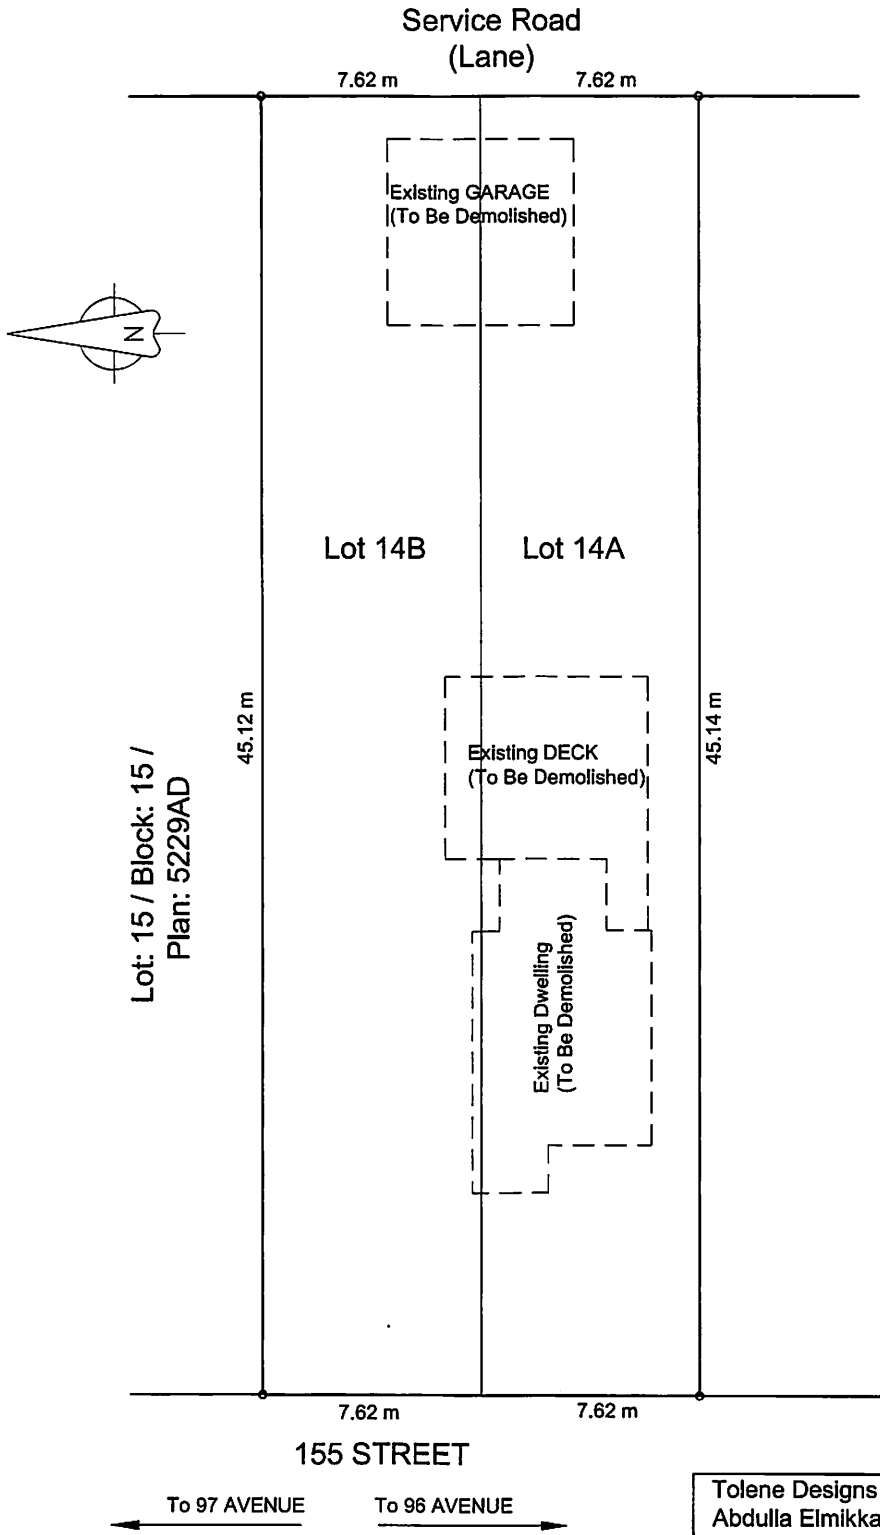 Service Road
(Lane)
7.62 m
7.62 m
Existing GARAGE
(To Be Demolished)
N
Lot 14B
Lot 14A
45.12 m
45.14 m
Lot: 15 / Block: 15 /
Plan: 5229AD
Existing DECK
(To Be Demolished)
Existing Dwelling
(To Be Demolished)
7.62 m
7.62 m
155 STREET
To 97 AVENUE
To 96 AVENUE
Tolene Designs
Abdulla Elmikka